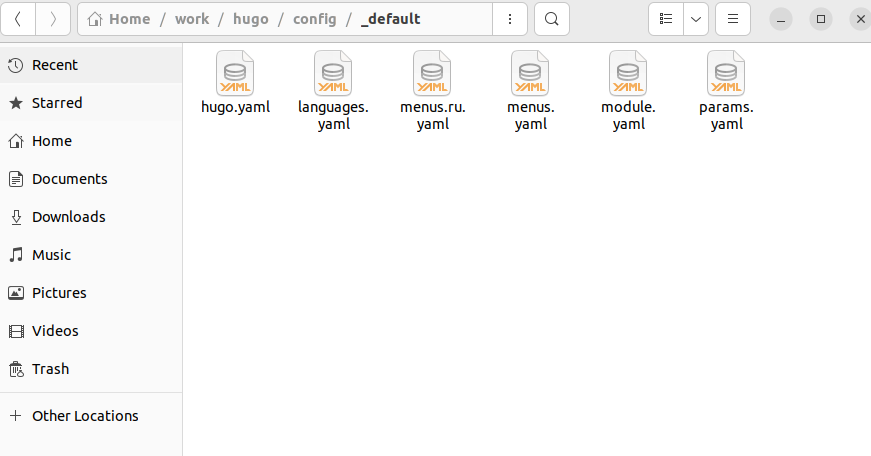 Home / work / hugo / config / _default
Recent
Starred
Home
Documents
Downloads
Music
Pictures
Videos
Trash
Other Locations
YAML YAML YAML YAML YAML YAML
hugo.yaml languages. menus.ru. menus. module. params.
yaml yaml yaml yaml yaml